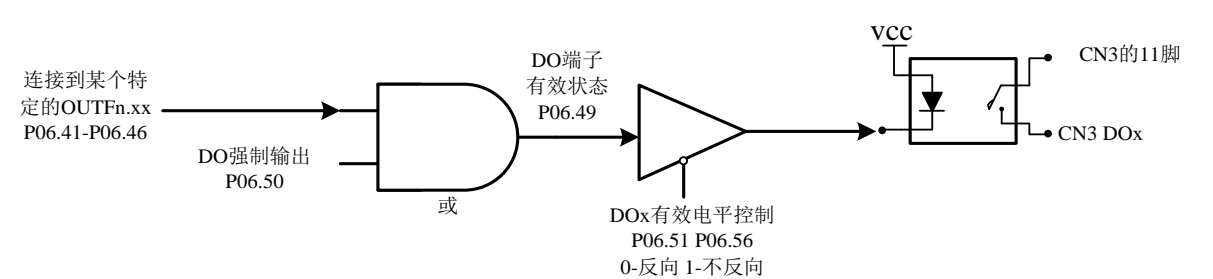 连接到某个特
定的OUTFn.xx
P06.41-P06.46
DO强制输出
P06.50
或
DO端子
有效状态
P06.49
DOx有效电平控制
P06.51 P06.56
0-反向 1-不反向
vcc
CN3的11脚
CN3 DOx